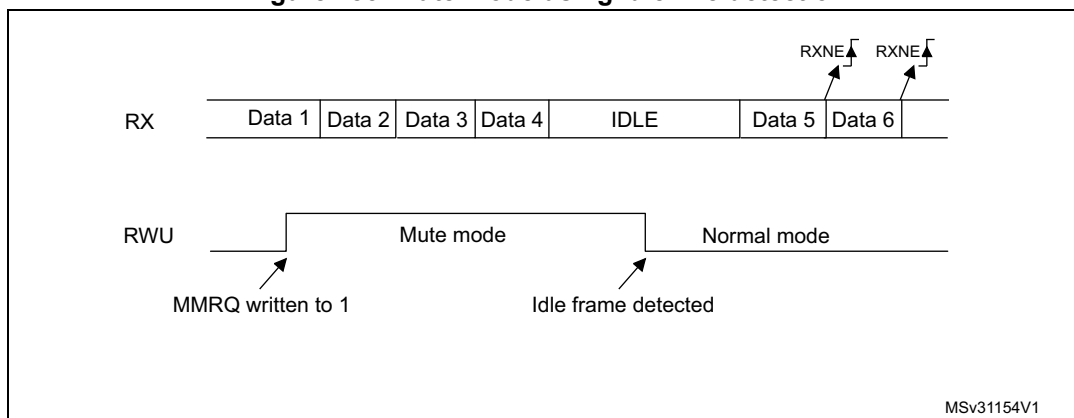 RXNE RXNE
RX Data 1 Data 2 Data 3 Data 4 IDLE Data 5 Data 6
RWU Mute mode Normal mode
MMRQ written to 1 Idle frame detected
MSv31154V1